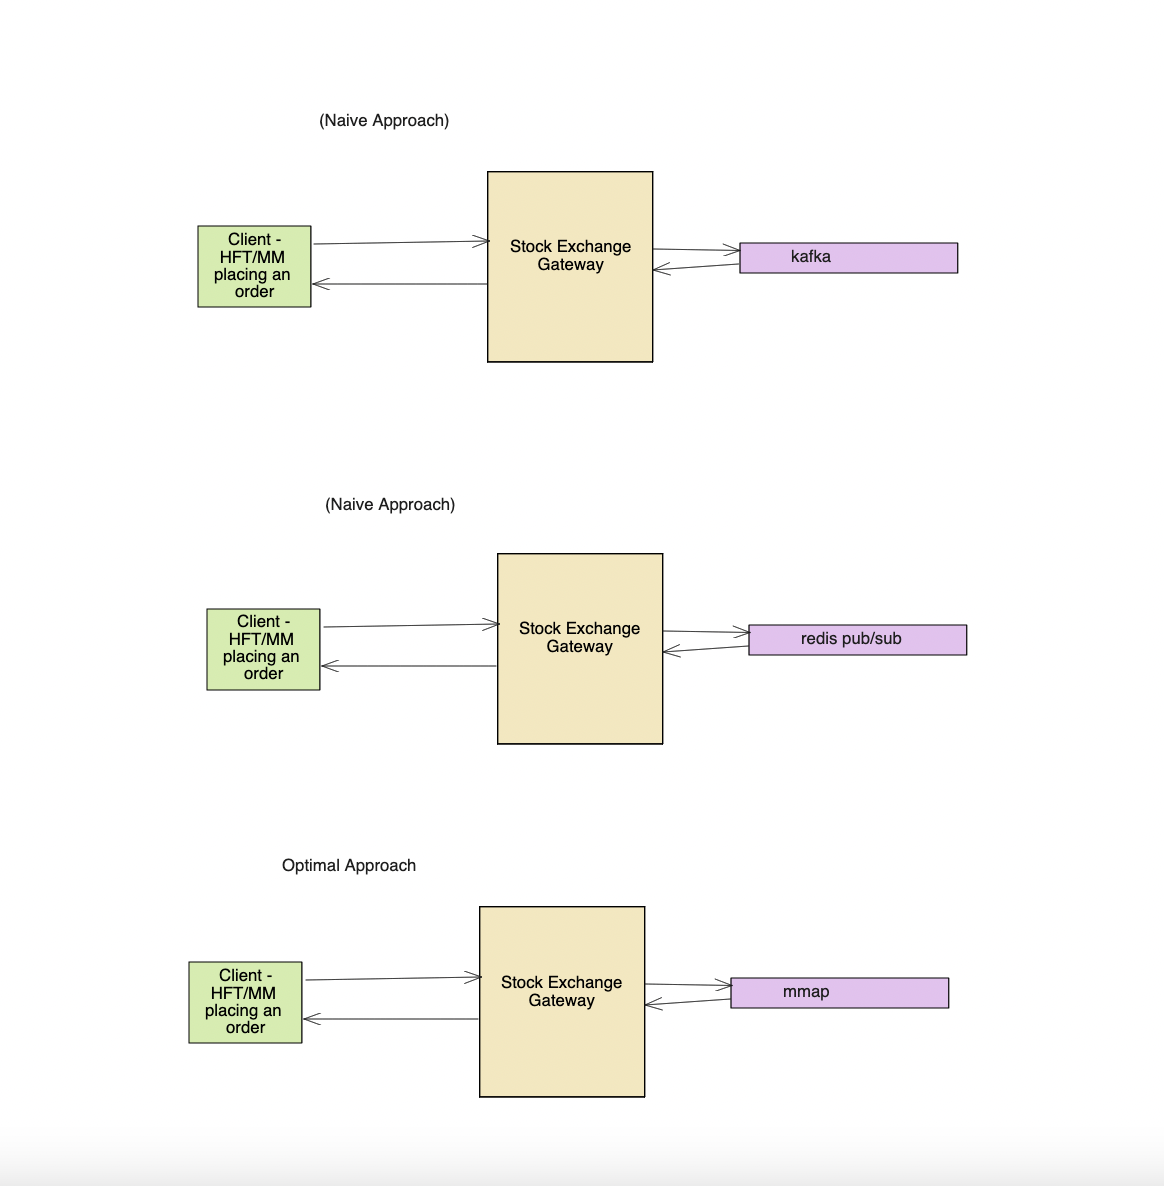 (Naive Approach)
Client -
HFT/MM
placing an
order
Stock Exchange
Gateway
kafka
(Naive Approach)
Client -
HFT/MM
placing an
order
Stock Exchange
Gateway
redis pub/sub
Optimal Approach
Client -
HFT/MM
placing an
order
Stock Exchange
Gateway
mmap